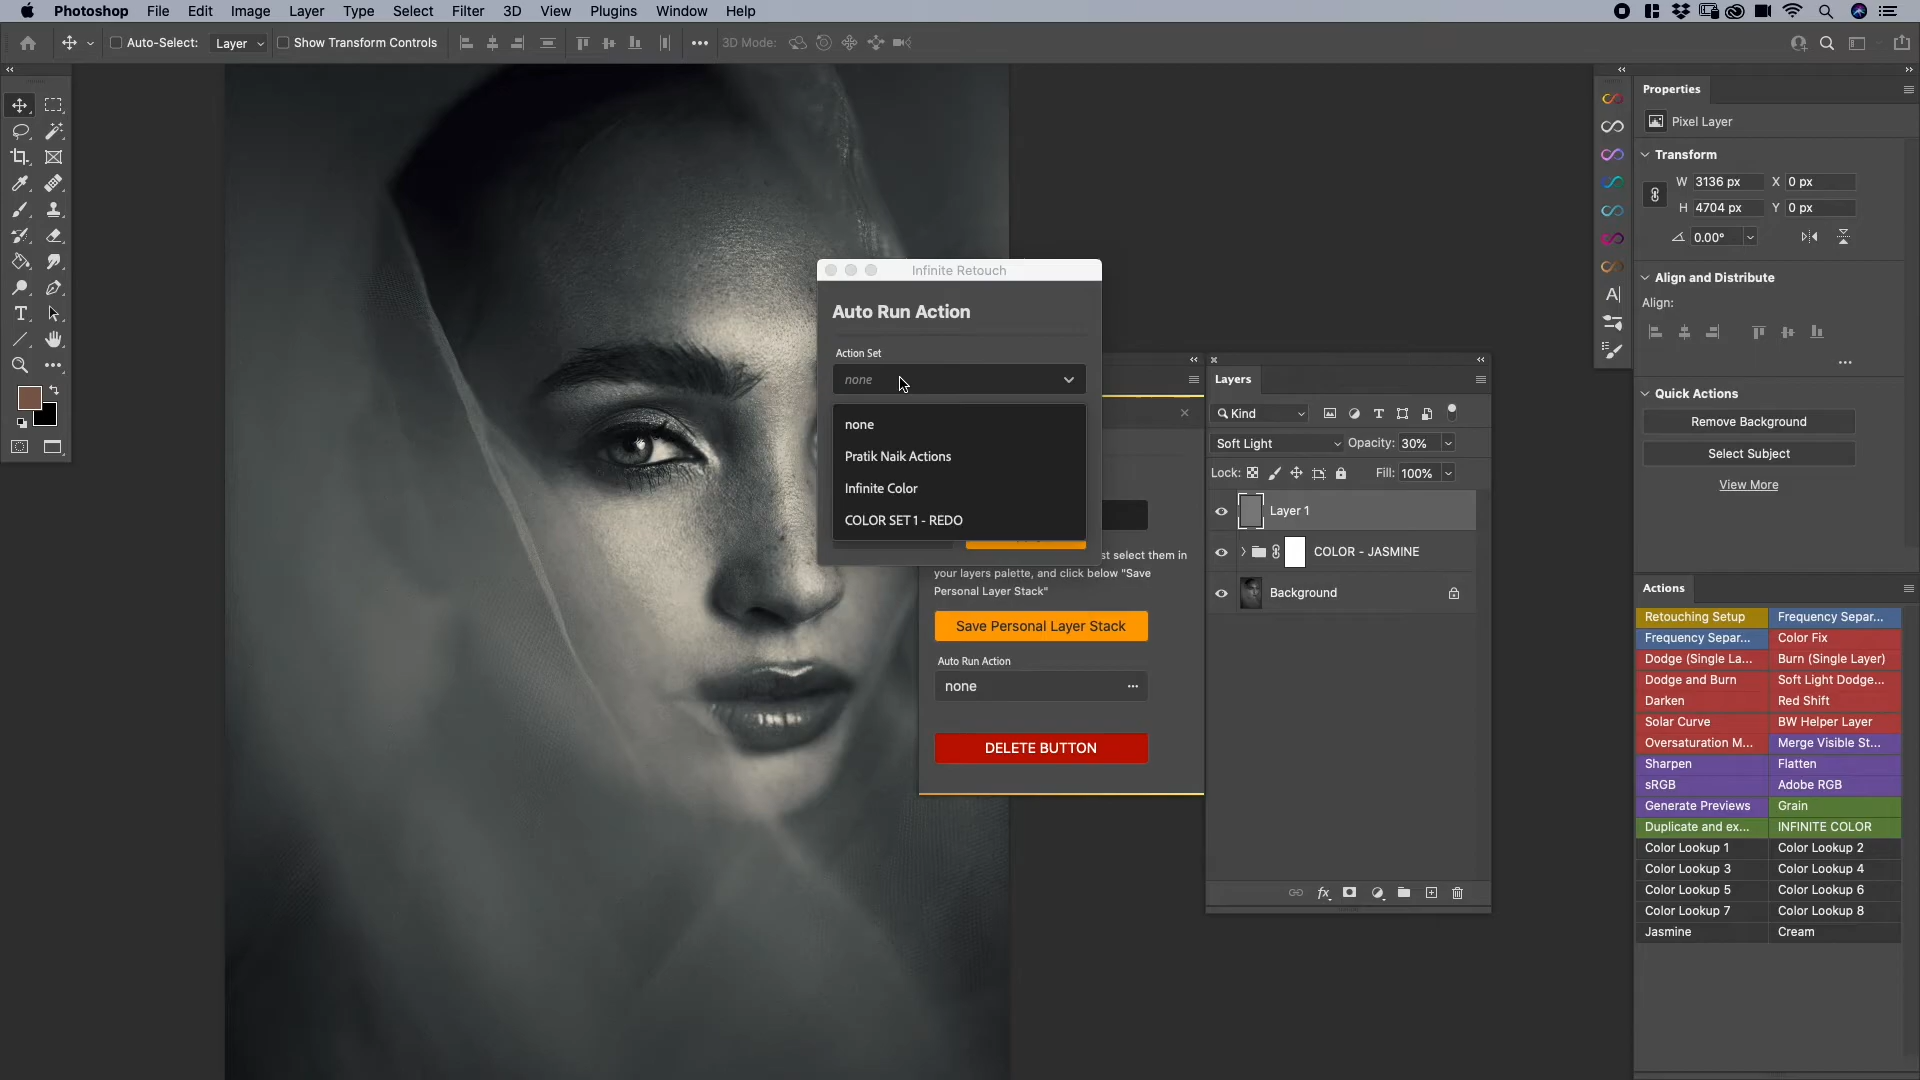 Photoshop File Edit Image Layer Type Select Filter 3D View Plugins Window Help
Auto-Select: Layer Show Transform Controls 3D Mode:
Infinite Retouch
Auto Run Action
Action Set
none
none
Pratik Naik Actions
Infinite Color
COLOR SET 1 - REDO
st select them in
your layers palette, and click below "Save
Personal Layer Stack"
Save Personal Layer Stack
Auto Run Action
none
DELETE BUTTON
Layers
Kind
Soft Light Opacity: 30%
Lock: Fill: 100%
Layer 1
COLOR - JASMINE
Background
fx
Properties
Pixel Layer
Transform
W 3136 px X 0 px
H 4704 px Y 0 px
0.00°
Align and Distribute
Align:
Quick Actions
Remove Background
Select Subject
View More
Actions
Retouching Setup Frequency Separ...
Frequency Separ... Color Fix
Dodge (Single La... Burn (Single Layer)
Dodge and Burn Soft Light Dodge...
Darken Red Shift
Solar Curve BW Helper Layer
Oversaturation M... Merge Visible St...
Sharpen Flatten
sRGB Adobe RGB
Generate Previews Grain
Duplicate and ex... INFINITE COLOR
Color Lookup 1 Color Lookup 2
Color Lookup 3 Color Lookup 4
Color Lookup 5 Color Lookup 6
Color Lookup 7 Color Lookup 8
Jasmine Cream